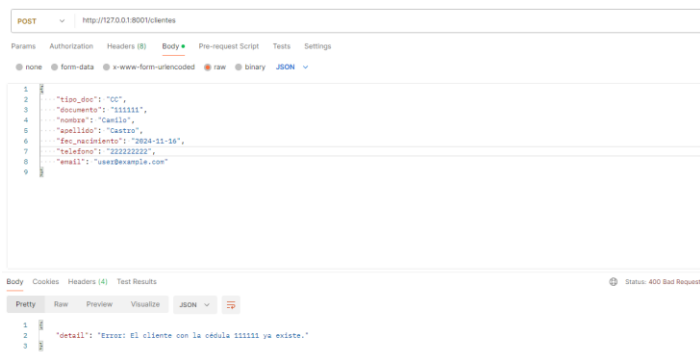 POST http://127.0.0.1:8001/clientes
Params Authorization Headers (8) Body Pre-request Script Tests Settings
none form-data x-www-form-urlencoded raw binary JSON
1 {
2 "tipo_doc": "CC",
3 "documento": "111111",
4 "nombre": "Camilo",
5 "apellido": "Castro",
6 "fec_nacimiento": "2024-11-16",
7 "telefono": "222222222",
8 "email": "user@example.com"
9 }
Body Cookies Headers (4) Test Results Status: 400 Bad Request
Pretty Raw Preview Visualize JSON
1 {
2 "detail": "Error: El cliente con la cédula 111111 ya existe."
3 }